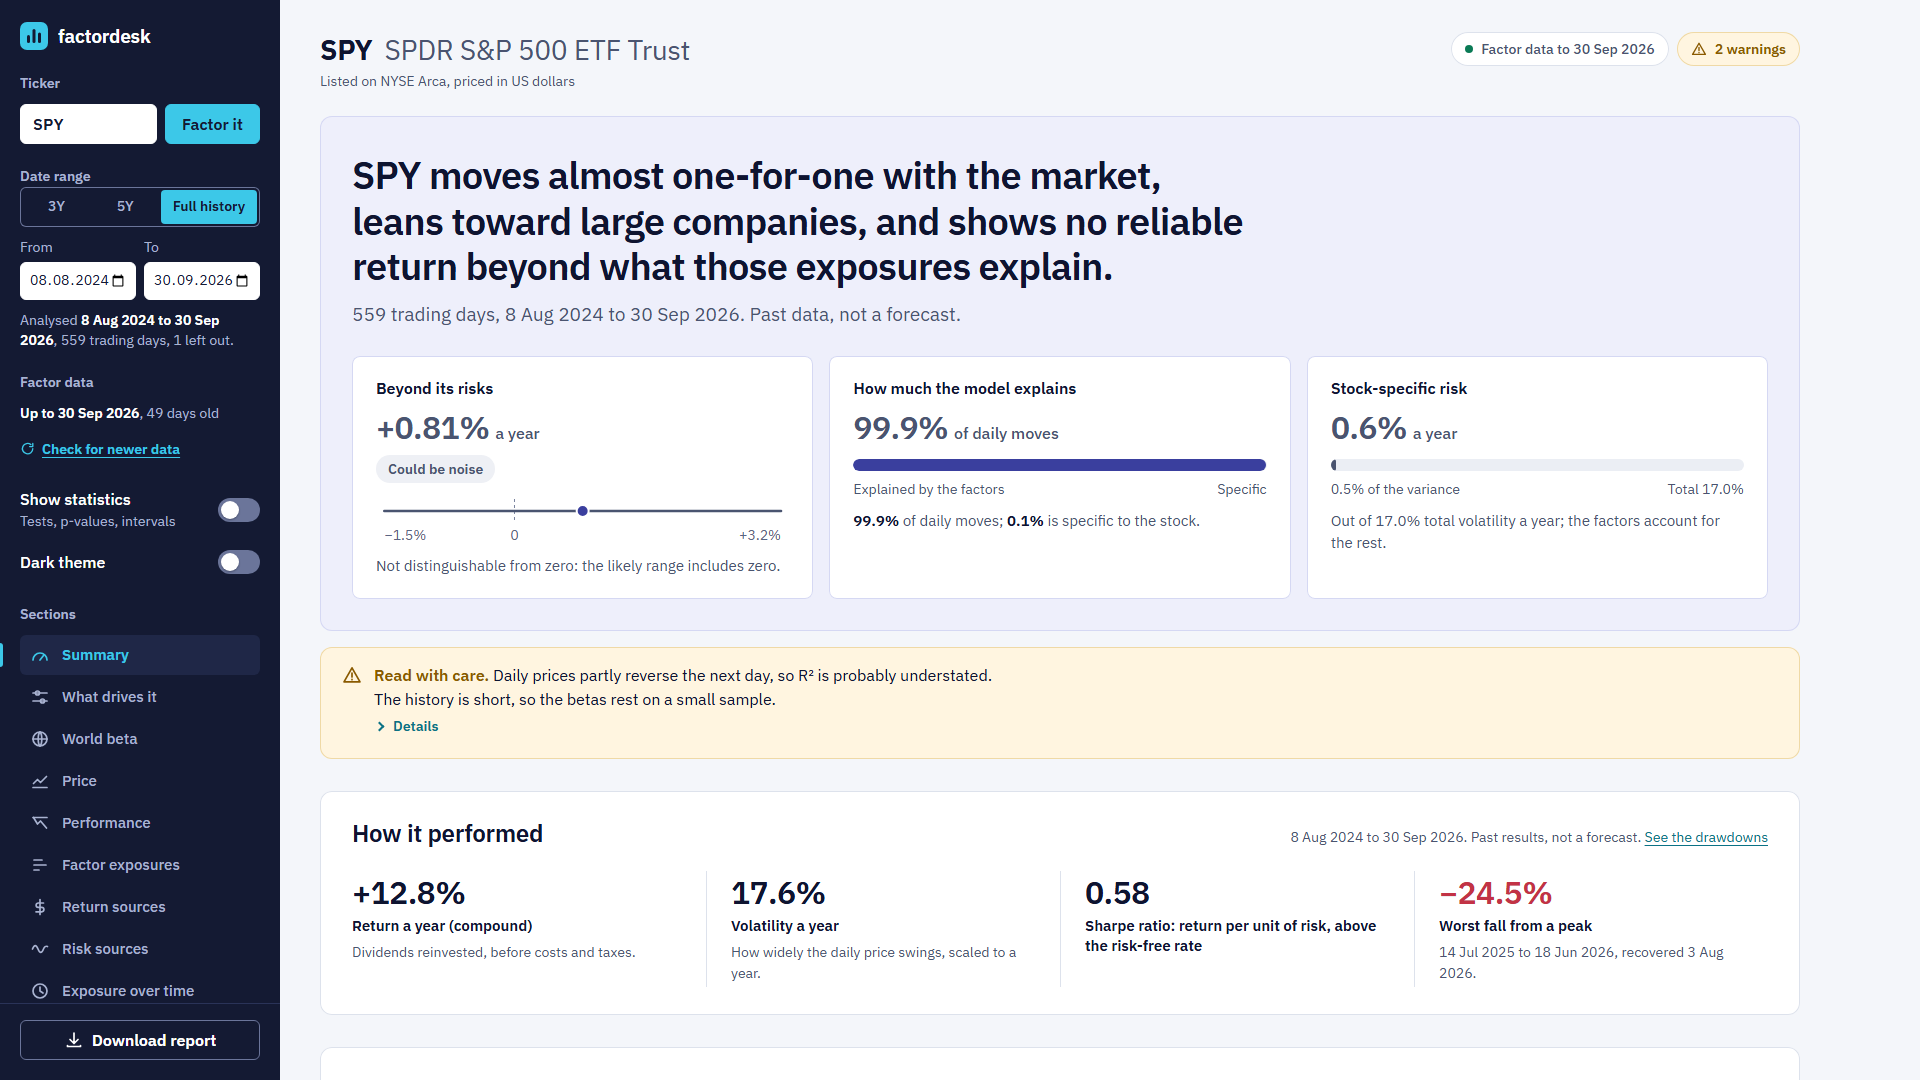 factordesk
Ticker
SPY
Factor it
Date range
3Y
5Y
Full history
From
To
08.08.2024
30.09.2026
Analysed 8 Aug 2024 to 30 Sep
2026, 559 trading days, 1 left out.
Factor data
Up to 30 Sep 2026, 49 days old
Check for newer data
Show statistics
Tests, p-values, intervals
Dark theme
Sections
Summary
What drives it
World beta
Price
Performance
Factor exposures
Return sources
Risk sources
Exposure over time
Download report
SPY SPDR S&P 500 ETF Trust
Listed on NYSE Arca, priced in US dollars
Factor data to 30 Sep 2026
2 warnings
SPY moves almost one-for-one with the market,
leans toward large companies, and shows no reliable
return beyond what those exposures explain.
559 trading days, 8 Aug 2024 to 30 Sep 2026. Past data, not a forecast.
Beyond its risks
+0.81% a year
Could be noise
−1.5%
0
+3.2%
Not distinguishable from zero: the likely range includes zero.
How much the model explains
99.9% of daily moves
Explained by the factors
Specific
99.9% of daily moves; 0.1% is specific to the stock.
Stock-specific risk
0.6% a year
0.5% of the variance
Total 17.0%
Out of 17.0% total volatility a year; the factors account for
the rest.
Read with care. Daily prices partly reverse the next day, so R² is probably understated.
The history is short, so the betas rest on a small sample.
Details
How it performed
8 Aug 2024 to 30 Sep 2026. Past results, not a forecast. See the drawdowns
+12.8%
Return a year (compound)
Dividends reinvested, before costs and taxes.
17.6%
Volatility a year
How widely the daily price swings, scaled to a
year.
0.58
Sharpe ratio: return per unit of risk, above
the risk-free rate
−24.5%
Worst fall from a peak
14 Jul 2025 to 18 Jun 2026, recovered 3 Aug
2026.